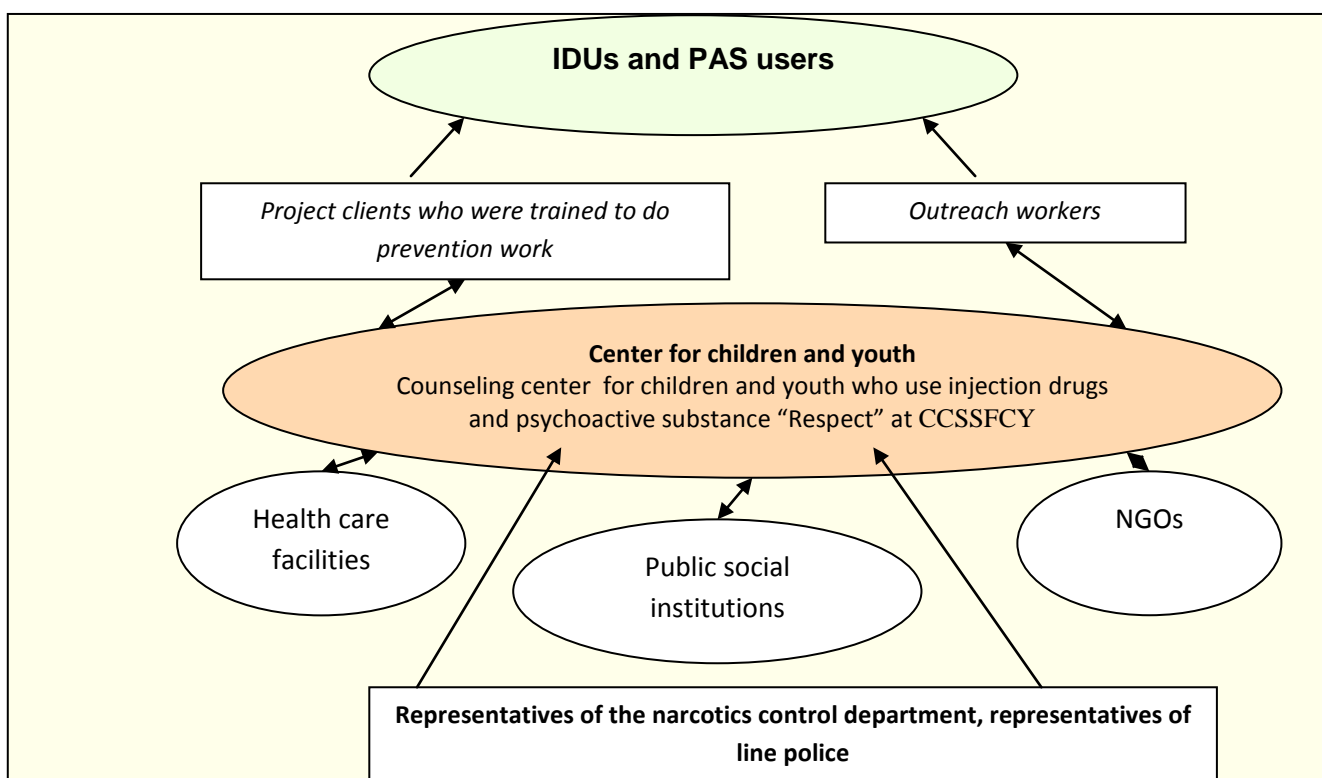 IDUs and PAS users
Project clients who were trained to do
prevention work
Outreach workers
Center for children and youth
Counseling center for children and youth who use injection drugs
and psychoactive substance “Respect” at CCSSFCY
Health care
facilities
Public social
institutions
NGOs
Representatives of the narcotics control department, representatives of
line police